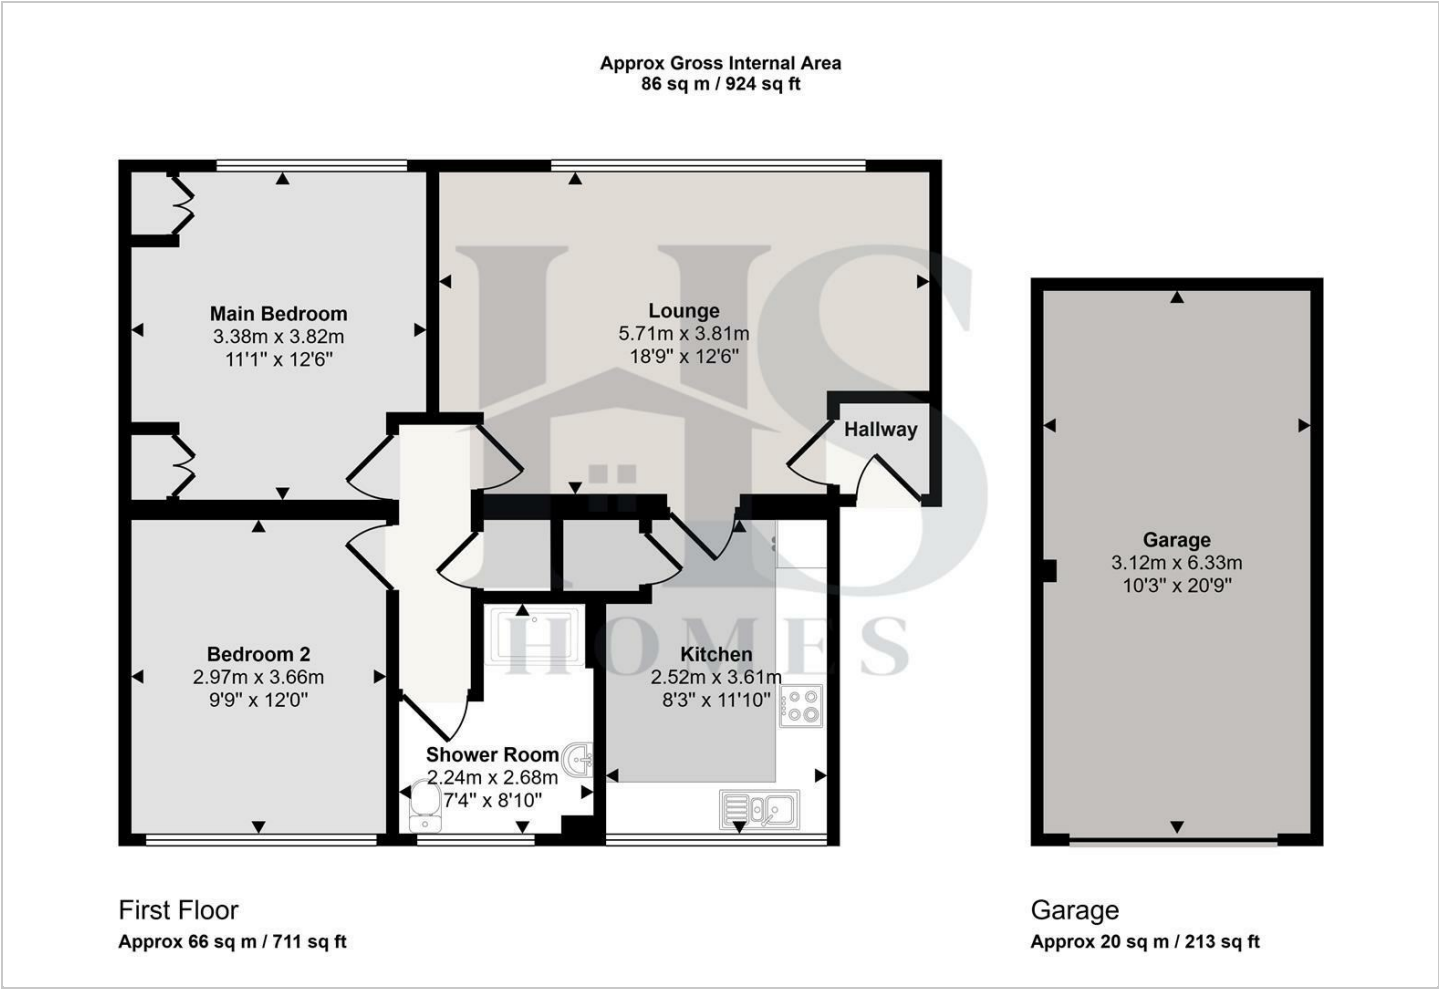 Approx Gross Internal Area
86 sq m / 924 sq ft
Main Bedroom
3.38m x 3.82m
11'1" x 12'6"
Lounge
5.71m x 3.81m
18'9" x 12'6"
Hallway
Garage
3.12m x 6.33m
10'3" x 20'9"
Bedroom 2
2.97m x 3.66m
9'9" x 12'0"
Kitchen
2.52m x 3.61m
8'3" x 11'10"
Shower Room
2.24m x 2.68m
7'4" x 8'10"
HS
HOMES
First Floor
Approx 66 sq m / 711 sq ft
Garage
Approx 20 sq m / 213 sq ft